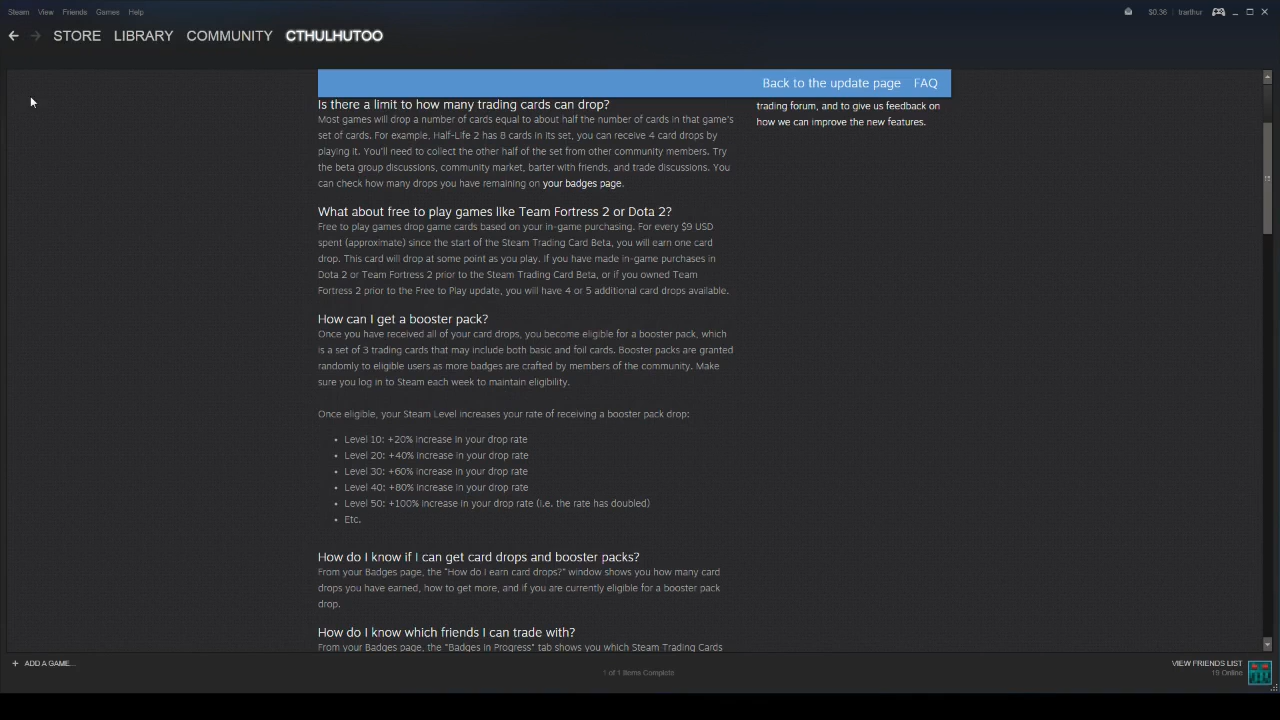 Steam View Friends Games Help
$0.36 trarthur
STORE LIBRARY COMMUNITY CTHULHUTOO
Back to the update page FAQ
Is there a limit to how many trading cards can drop?
Most games will drop a number of cards equal to about half the number of cards in that game's
set of cards. For example, Half-Life 2 has 8 cards in its set, you can receive 4 card drops by
playing it. You'll need to collect the other half of the set from other community members. Try
the beta group discussions, community market, barter with friends, and trade discussions. You
can check how many drops you have remaining on your badges page.
trading forum, and to give us feedback on
how we can improve the new features.
What about free to play games like Team Fortress 2 or Dota 2?
Free to play games drop game cards based on your in-game purchasing. For every $9 USD
spent (approximate) since the start of the Steam Trading Card Beta, you will earn one card
drop. This card will drop at some point as you play. If you have made in-game purchases in
Dota 2 or Team Fortress 2 prior to the Steam Trading Card Beta, or if you owned Team
Fortress 2 prior to the Free to Play update, you will have 4 or 5 additional card drops available.
How can I get a booster pack?
Once you have received all of your card drops, you become eligible for a booster pack, which
is a set of 3 trading cards that may include both basic and foil cards. Booster packs are granted
randomly to eligible users as more badges are crafted by members of the community. Make
sure you log in to Steam each week to maintain eligibility.
Once eligible, your Steam Level increases your rate of receiving a booster pack drop:
• Level 10: +20% increase in your drop rate
• Level 20: +40% increase in your drop rate
• Level 30: +60% increase in your drop rate
• Level 40: +80% increase in your drop rate
• Level 50: +100% increase in your drop rate (i.e. the rate has doubled)
• Etc.
How do I know if I can get card drops and booster packs?
From your Badges page, the "How do I earn card drops?" window shows you how many card
drops you have earned, how to get more, and if you are currently eligible for a booster pack
drop.
How do I know which friends I can trade with?
From your Badges page, the "Badges in Progress" tab shows you which Steam Trading Cards
+ ADD A GAME...
1 of 1 Items Complete
VIEW FRIENDS LIST
19 Online